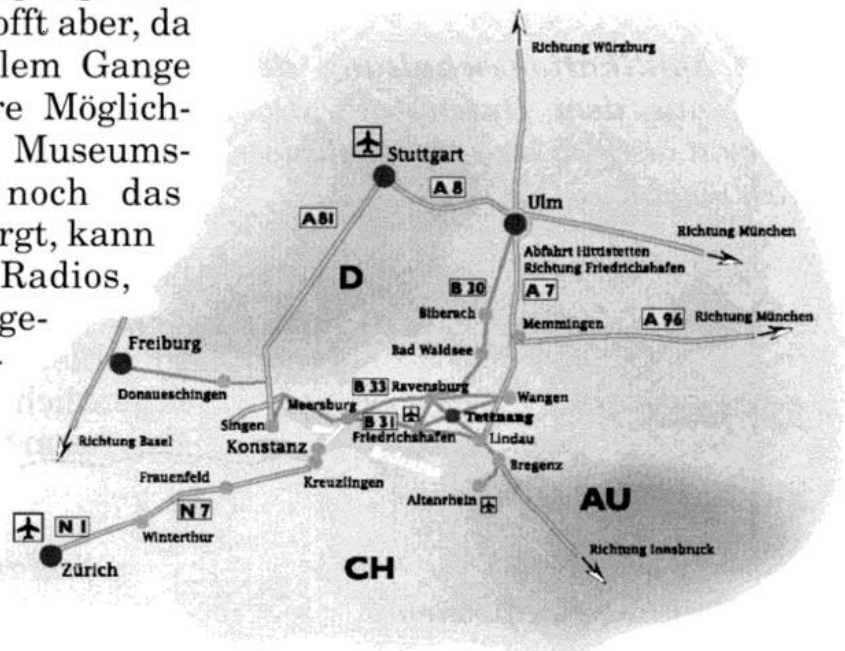 offt aber, da
lem Gange
re Möglich-
Museums-
noch das
rgt, kann
Radios,
ge-
Richtung Würzburg
Stuttgart
A 8
Ulm
A 81
Richtung München
Abfahrt Hittistetten
Richtung Friedrichshafen
D
B 30
A 7
Biberach
Memmingen
A 96
Richtung München
Freiburg
Bad Waldsee
Donaueschingen
B 33
Ravensburg
Wangen
Meersburg
B 31
Tettnang
Singen
Friedrichshafen
Lindau
Richtung Basel
Konstanz
Bregenz
Frauenfeld
Kreuzlingen
Altenrhein
AU
N 7
N 1
Winterthur
Richtung Innsbruck
Zürich
CH